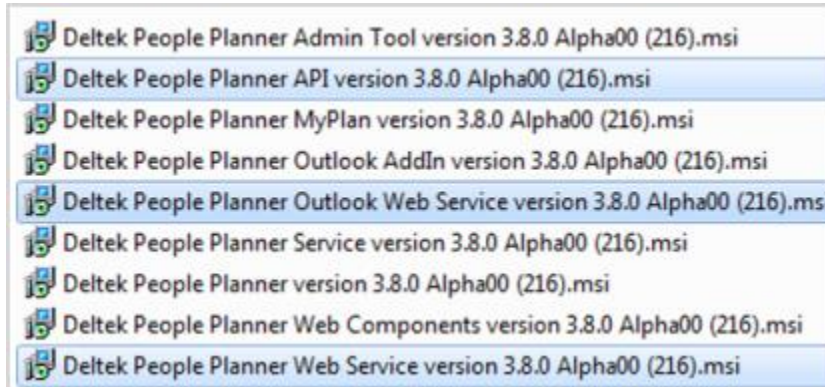 Deltek People Planner Admin Tool version 3.8.0 Alpha00 (216).msi
Deltek People Planner API version 3.8.0 Alpha00 (216).msi
Deltek People Planner MyPlan version 3.8.0 Alpha00 (216).msi
Deltek People Planner Outlook AddIn version 3.8.0 Alpha00 (216).msi
Deltek People Planner Outlook Web Service version 3.8.0 Alpha00 (216).ms
Deltek People Planner Service version 3.8.0 Alpha00 (216).msi
Deltek People Planner version 3.8.0 Alpha00 (216).msi
Deltek People Planner Web Components version 3.8.0 Alpha00 (216).msi
Deltek People Planner Web Service version 3.8.0 Alpha00 (216).msi